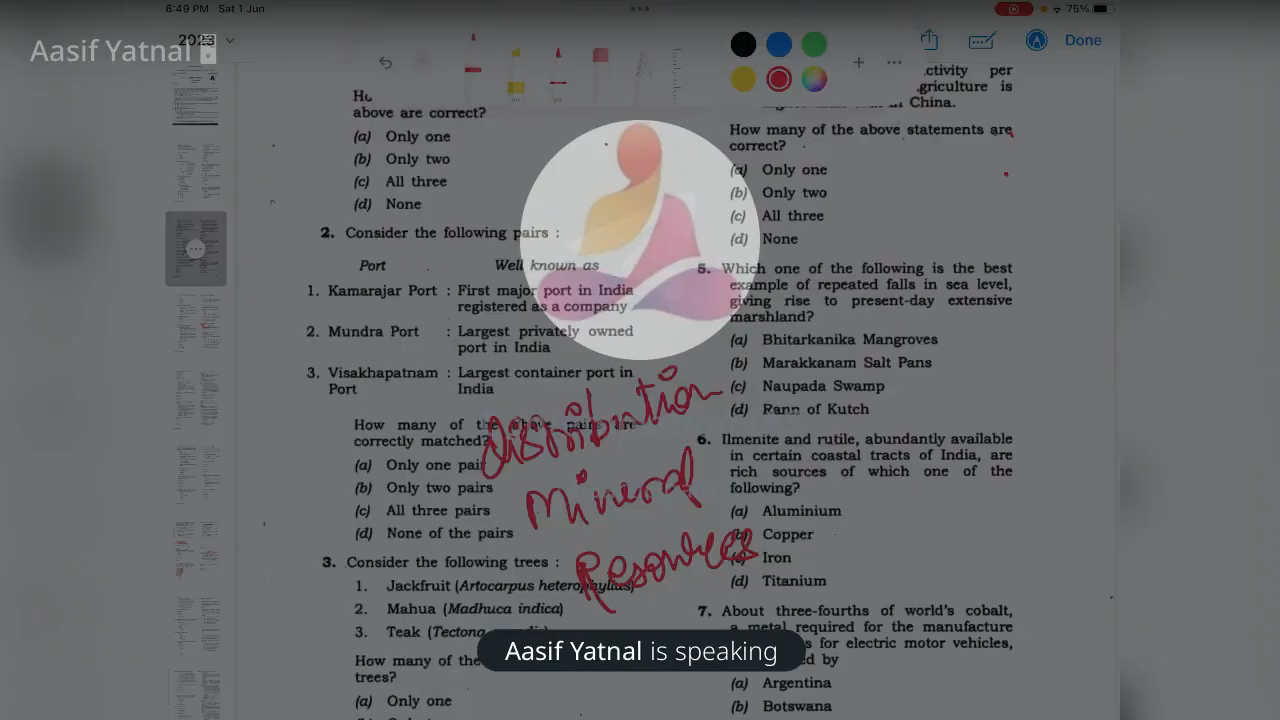 6:49 PM Sat 1 Jun
75%
Aasif Yatnal
2023
Done
above are correct?
(a) Only one
(b) Only two
(c) All three
(d) None
2. Consider the following pairs :
Port Well known as
1. Kamarajar Port : First major port in India
registered as a company
2. Mundra Port : Largest privately owned
port in India
3. Visakhapatnam : Largest container port in
Port India
How many of the above pairs are
correctly matched?
(a) Only one pair
(b) Only two pairs
(c) All three pairs
(d) None of the pairs
3. Consider the following trees :
1. Jackfruit (Artocarpus heterophyllus)
2. Mahua (Madhuca indica)
3. Teak (Tectona
How many of the
trees?
(a) Only one
Distribution
Mineral
Resources
per
is
China.
How many of the above statements are
correct?
(a) Only one
(b) Only two
(c) All three
(d) None
5. Which one of the following is the best
example of repeated falls in sea level,
giving rise to present-day extensive
marshland?
(a) Bhitarkanika Mangroves
(b) Marakkanam Salt Pans
(c) Naupada Swamp
(d) Rann of Kutch
6. Ilmenite and rutile, abundantly available
in certain coastal tracts of India, are
rich sources of which one of the
following?
(a) Aluminium
(b) Copper
Iron
(d) Titanium
7. About three-fourths of world's cobalt,
a metal required for the manufacture
for electric motor vehicles,
by
(a) Argentina
(b) Botswana
Aasif Yatnal is speaking